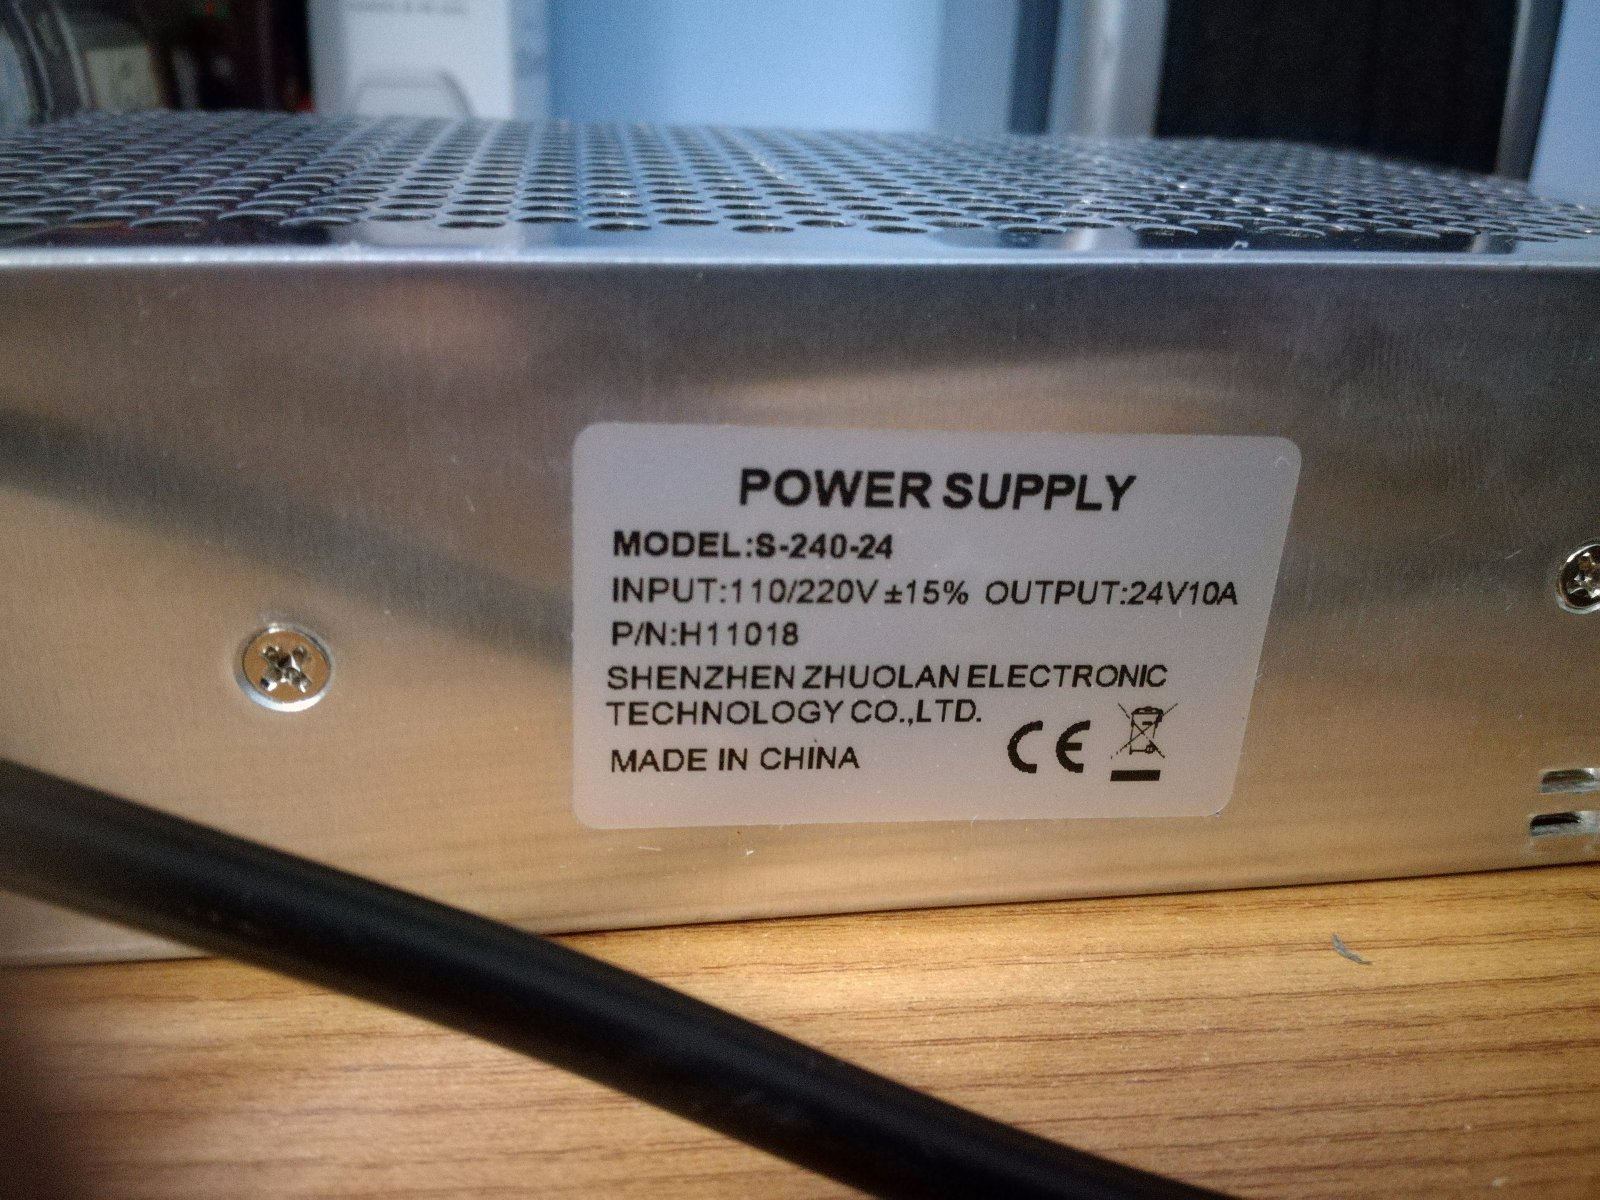 POWER SUPPLY
MODEL:S-240-24
INPUT:110/220V ±15% OUTPUT:24V10A
P/N:H11018
SHENZHEN ZHUOLAN ELECTRONIC
TECHNOLOGY CO.,LTD.
MADE IN CHINA
CE